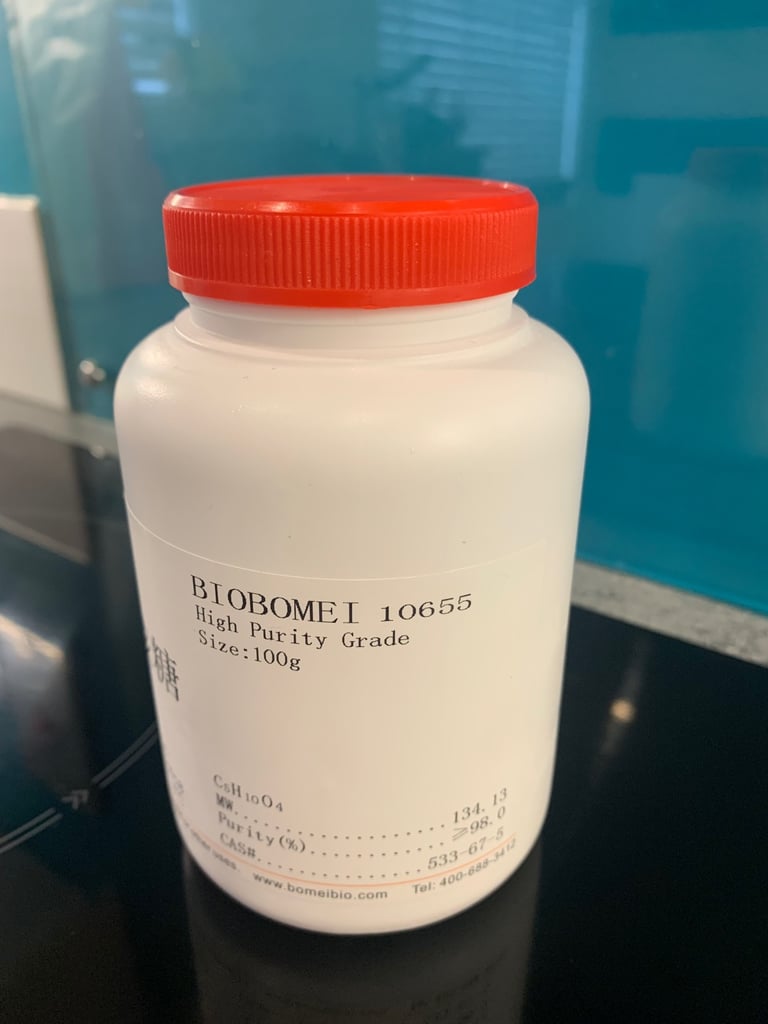 BIOBOMEI 10655
High Purity Grade
Size:100g
糖
C₅H₁₀O₄
MW....................134.13
Purity(%)..............≥98.0
CAS#.................533-67-5
www.bomeibio.com Tel: 400-688-3412